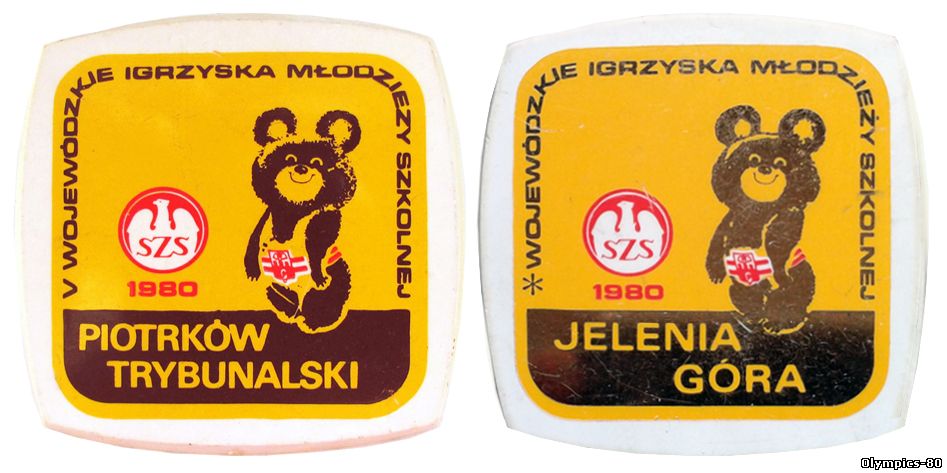 V WOJEWÓDZKIE IGRZYSKA MŁODZIEŻY SZKOLNEJ
SZS
1980
PIOTRKÓW
TRYBUNALSKI
* WOJEWÓDZKIE IGRZYSKA MŁODZIEŻY SZKOLNEJ
SZS
1980
JELENIA
GÓRA
Olympics-80